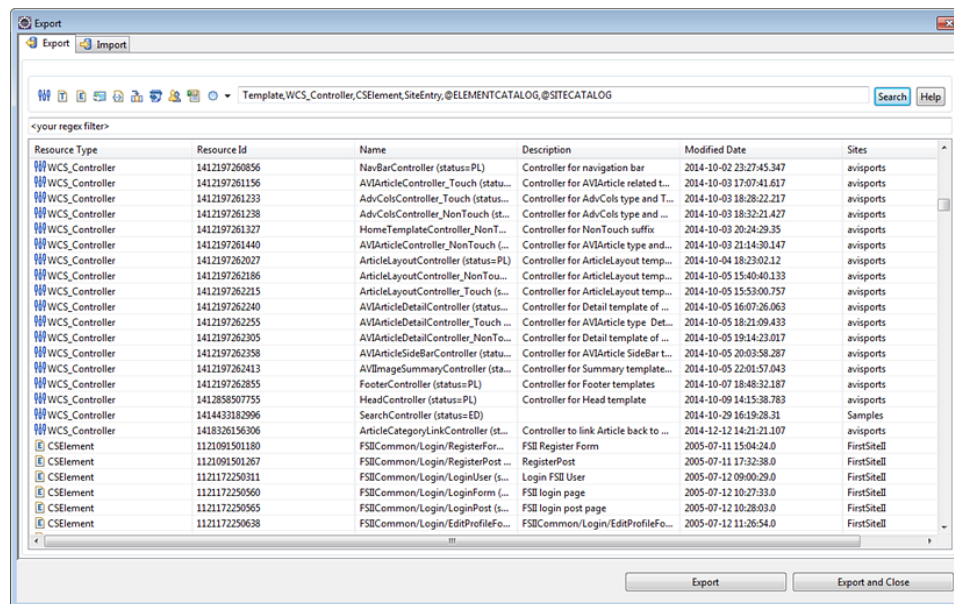 Export
Export Import
Template,WCS_Controller,CSElement,SiteEntry,@ELEMENTCATALOG,@SITECATALOG Search Help
<your regex filter>
Resource Type Resource Id Name Description Modified Date Sites
WCS_Controller 1412197260856 NavBarController (status=PL) Controller for navigation bar 2014-10-02 23:27:45.347 avisports
WCS_Controller 1412197261156 AVIArticleController_Touch (statu... Controller for AVIArticle related t... 2014-10-03 17:07:41.617 avisports
WCS_Controller 1412197261233 AdvColsController_Touch (status... Controller for AdvCols type and T... 2014-10-03 18:28:22.217 avisports
WCS_Controller 1412197261238 AdvColsController_NonTouch (st... Controller for AdvCols type and ... 2014-10-03 18:32:21.427 avisports
WCS_Controller 1412197261327 HomeTemplateController_NonT... Controller for NonTouch suffix 2014-10-03 20:24:29.35 avisports
WCS_Controller 1412197261440 AVIArticleController_NonTouch (... Controller for AVIArticle type and... 2014-10-03 21:14:30.147 avisports
WCS_Controller 1412197262027 ArticleLayoutController (status=PL) Controller for ArticleLayout temp... 2014-10-04 18:23:02.12 avisports
WCS_Controller 1412197262186 ArticleLayoutController_NonTou... Controller for ArticleLayout temp... 2014-10-05 15:40:40.133 avisports
WCS_Controller 1412197262215 ArticleLayoutController_Touch (s... Controller for ArticleLayout temp... 2014-10-05 15:53:00.757 avisports
WCS_Controller 1412197262240 AVIArticleDetailController (status... Controller for Detail template of ... 2014-10-05 16:07:26.063 avisports
WCS_Controller 1412197262255 AVIArticleDetailController_Touch ... Controller for AVIArticle type Det... 2014-10-05 18:21:09.433 avisports
WCS_Controller 1412197262305 AVIArticleDetailController_NonTo... Controller for Detail template of ... 2014-10-05 19:14:23.017 avisports
WCS_Controller 1412197262358 AVIArticleSideBarController (statu... Controller for AVIArticle SideBar t... 2014-10-05 20:03:58.287 avisports
WCS_Controller 1412197262413 AVIImageSummaryController (sta... Controller for Summary template... 2014-10-05 22:01:57.043 avisports
WCS_Controller 1412197262855 FooterController (status=PL) Controller for Footer templates 2014-10-07 18:48:32.187 avisports
WCS_Controller 1412858507755 HeadController (status=PL) Controller for Head template 2014-10-09 14:15:38.783 avisports
WCS_Controller 1414433182996 SearchController (status=ED) 2014-10-29 16:19:28.31 Samples
WCS_Controller 1418326156306 ArticleCategoryLinkController (st... Controller to link Article back to ... 2014-12-12 14:21:21.107 avisports
CSElement 1121091501180 FSIICommon/Login/RegisterFor... FSII Register Form 2005-07-11 15:04:24.0 FirstSiteII
CSElement 1121091501267 FSIICommon/Login/RegisterPost ... RegisterPost 2005-07-11 17:32:38.0 FirstSiteII
CSElement 1121172250311 FSIICommon/Login/LoginUser (s... Login FSII User 2005-07-12 09:00:29.0 FirstSiteII
CSElement 1121172250560 FSIICommon/Login/LoginForm (... FSII login page 2005-07-12 10:27:33.0 FirstSiteII
CSElement 1121172250565 FSIICommon/Login/LoginPost (s... FSII login post page 2005-07-12 10:28:03.0 FirstSiteII
CSElement 1121172250638 FSIICommon/Login/EditProfileFo... FSIICommon/Login/EditProfileFo... 2005-07-12 11:26:54.0 FirstSiteII
Export Export and Close